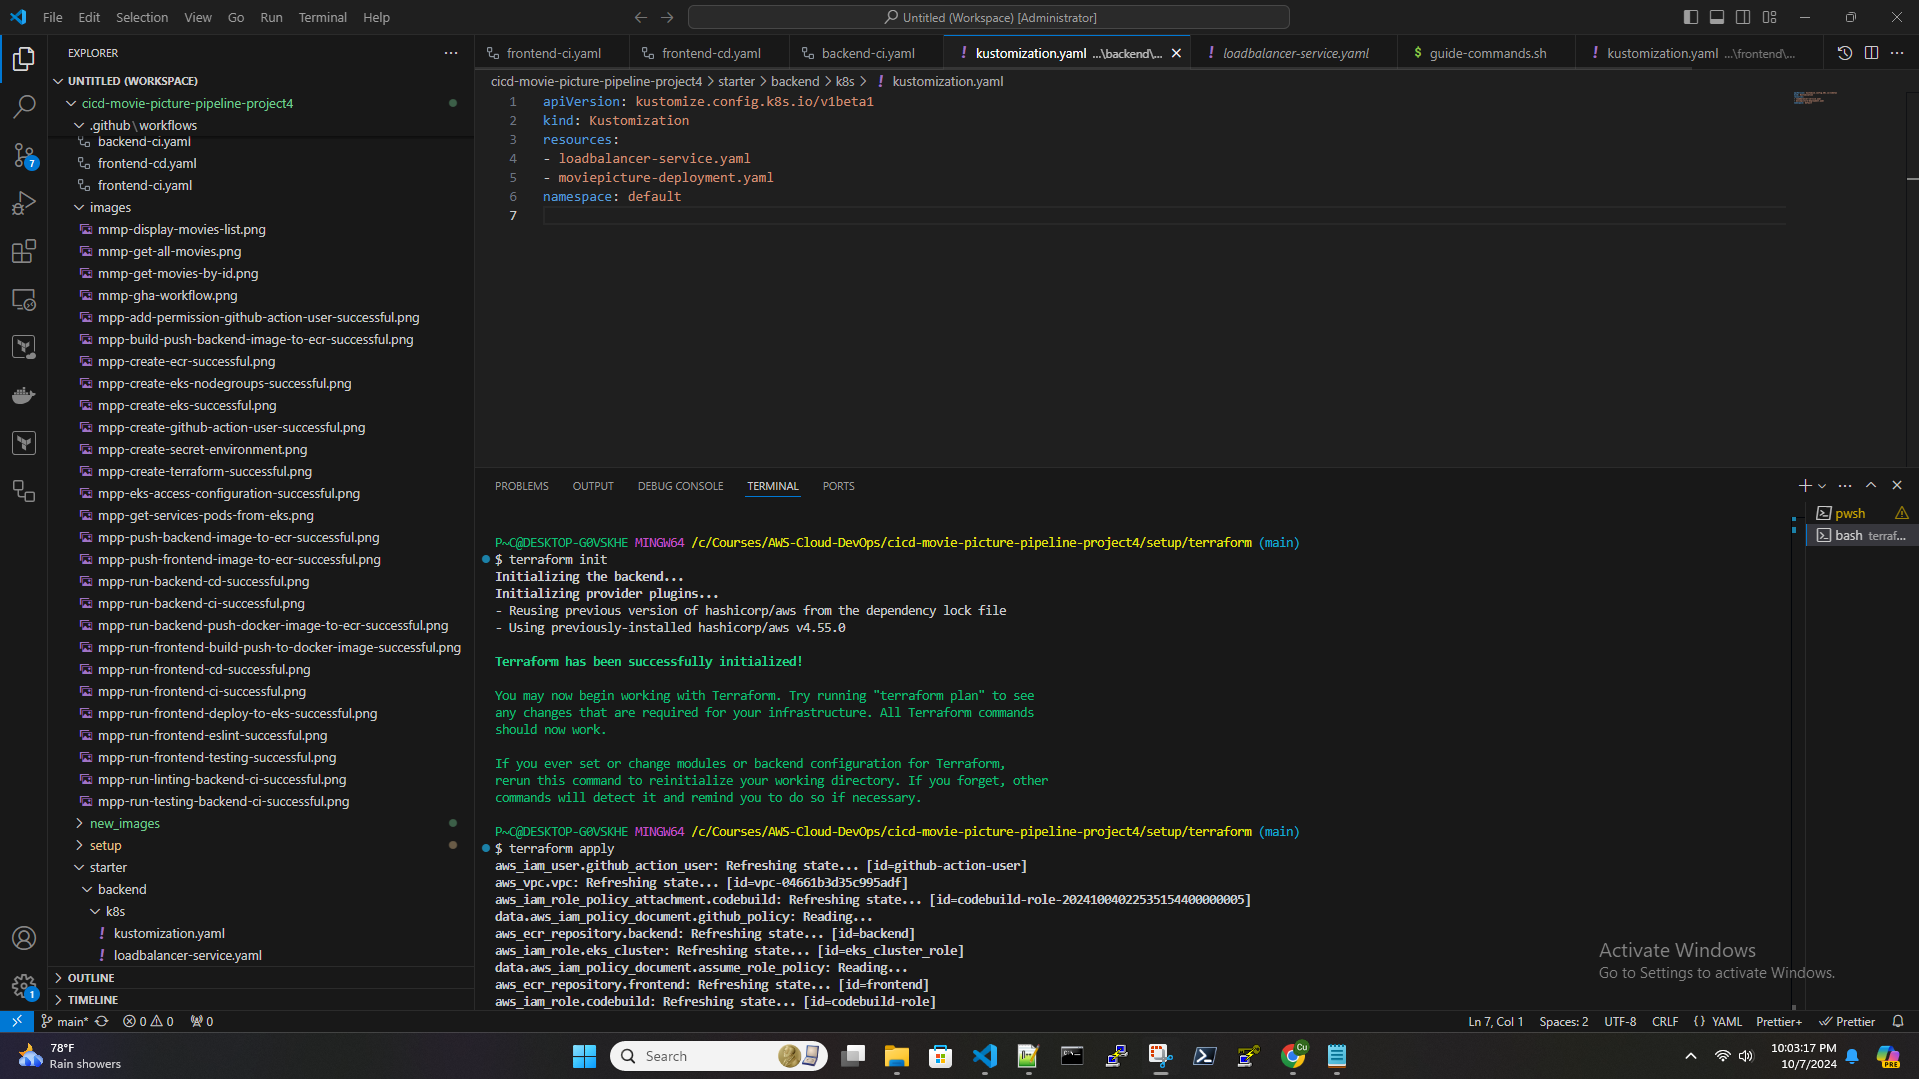 File Edit Selection View Go Run Terminal Help
Untitled (Workspace) [Administrator]
EXPLORER
UNTITLED (WORKSPACE)
cicd-movie-picture-pipeline-project4
.github\workflows
backend-ci.yaml
frontend-cd.yaml
frontend-ci.yaml
images
mmp-display-movies-list.png
mmp-get-all-movies.png
mmp-get-movies-by-id.png
mmp-gha-workflow.png
mpp-add-permission-github-action-user-successful.png
mpp-build-push-backend-image-to-ecr-successful.png
mpp-create-ecr-successful.png
mpp-create-eks-nodegroups-successful.png
mpp-create-eks-successful.png
mpp-create-github-action-user-successful.png
mpp-create-secret-environment.png
mpp-create-terraform-successful.png
mpp-eks-access-configuration-successful.png
mpp-get-services-pods-from-eks.png
mpp-push-backend-image-to-ecr-successful.png
mpp-push-frontend-image-to-ecr-successful.png
mpp-run-backend-cd-successful.png
mpp-run-backend-ci-successful.png
mpp-run-backend-push-docker-image-to-ecr-successful.png
mpp-run-frontend-build-push-to-docker-image-successful.png
mpp-run-frontend-cd-successful.png
mpp-run-frontend-ci-successful.png
mpp-run-frontend-deploy-to-eks-successful.png
mpp-run-frontend-eslint-successful.png
mpp-run-frontend-testing-successful.png
mpp-run-linting-backend-ci-successful.png
mpp-run-testing-backend-ci-successful.png
new_images
setup
starter
backend
k8s
kustomization.yaml
loadbalancer-service.yaml
OUTLINE
TIMELINE
7
1
frontend-ci.yaml frontend-cd.yaml backend-ci.yaml kustomization.yaml ...\backend\... loadbalancer-service.yaml guide-commands.sh kustomization.yaml ...\frontend\...
cicd-movie-picture-pipeline-project4 > starter > backend > k8s > ! kustomization.yaml
1 apiVersion: kustomize.config.k8s.io/v1beta1
2 kind: Kustomization
3 resources:
4 - loadbalancer-service.yaml
5 - moviepicture-deployment.yaml
6 namespace: default
7
PROBLEMS OUTPUT DEBUG CONSOLE TERMINAL PORTS
pwsh
bash terraf...
P~C@DESKTOP-G0VSKHE MINGW64 /c/Courses/AWS-Cloud-DevOps/cicd-movie-picture-pipeline-project4/setup/terraform (main)
$ terraform init
Initializing the backend...
Initializing provider plugins...
- Reusing previous version of hashicorp/aws from the dependency lock file
- Using previously-installed hashicorp/aws v4.55.0
Terraform has been successfully initialized!
You may now begin working with Terraform. Try running "terraform plan" to see
any changes that are required for your infrastructure. All Terraform commands
should now work.
If you ever set or change modules or backend configuration for Terraform,
rerun this command to reinitialize your working directory. If you forget, other
commands will detect it and remind you to do so if necessary.
P~C@DESKTOP-G0VSKHE MINGW64 /c/Courses/AWS-Cloud-DevOps/cicd-movie-picture-pipeline-project4/setup/terraform (main)
$ terraform apply
aws_iam_user.github_action_user: Refreshing state... [id=github-action-user]
aws_vpc.vpc: Refreshing state... [id=vpc-04661b3d35c995adf]
aws_iam_role_policy_attachment.codebuild: Refreshing state... [id=codebuild-role-20241004022535154400000005]
data.aws_iam_policy_document.github_policy: Reading...
aws_ecr_repository.backend: Refreshing state... [id=backend]
aws_iam_role.eks_cluster: Refreshing state... [id=eks_cluster_role]
data.aws_iam_policy_document.assume_role_policy: Reading...
aws_ecr_repository.frontend: Refreshing state... [id=frontend]
aws_iam_role.codebuild: Refreshing state... [id=codebuild-role]
Activate Windows
Go to Settings to activate Windows.
main* 0 0 0 Ln 7, Col 1 Spaces: 2 UTF-8 CRLF {} YAML Prettier+ Prettier
78°F
Rain showers
Search
Cu
10:03:17 PM
10/7/2024
PRE